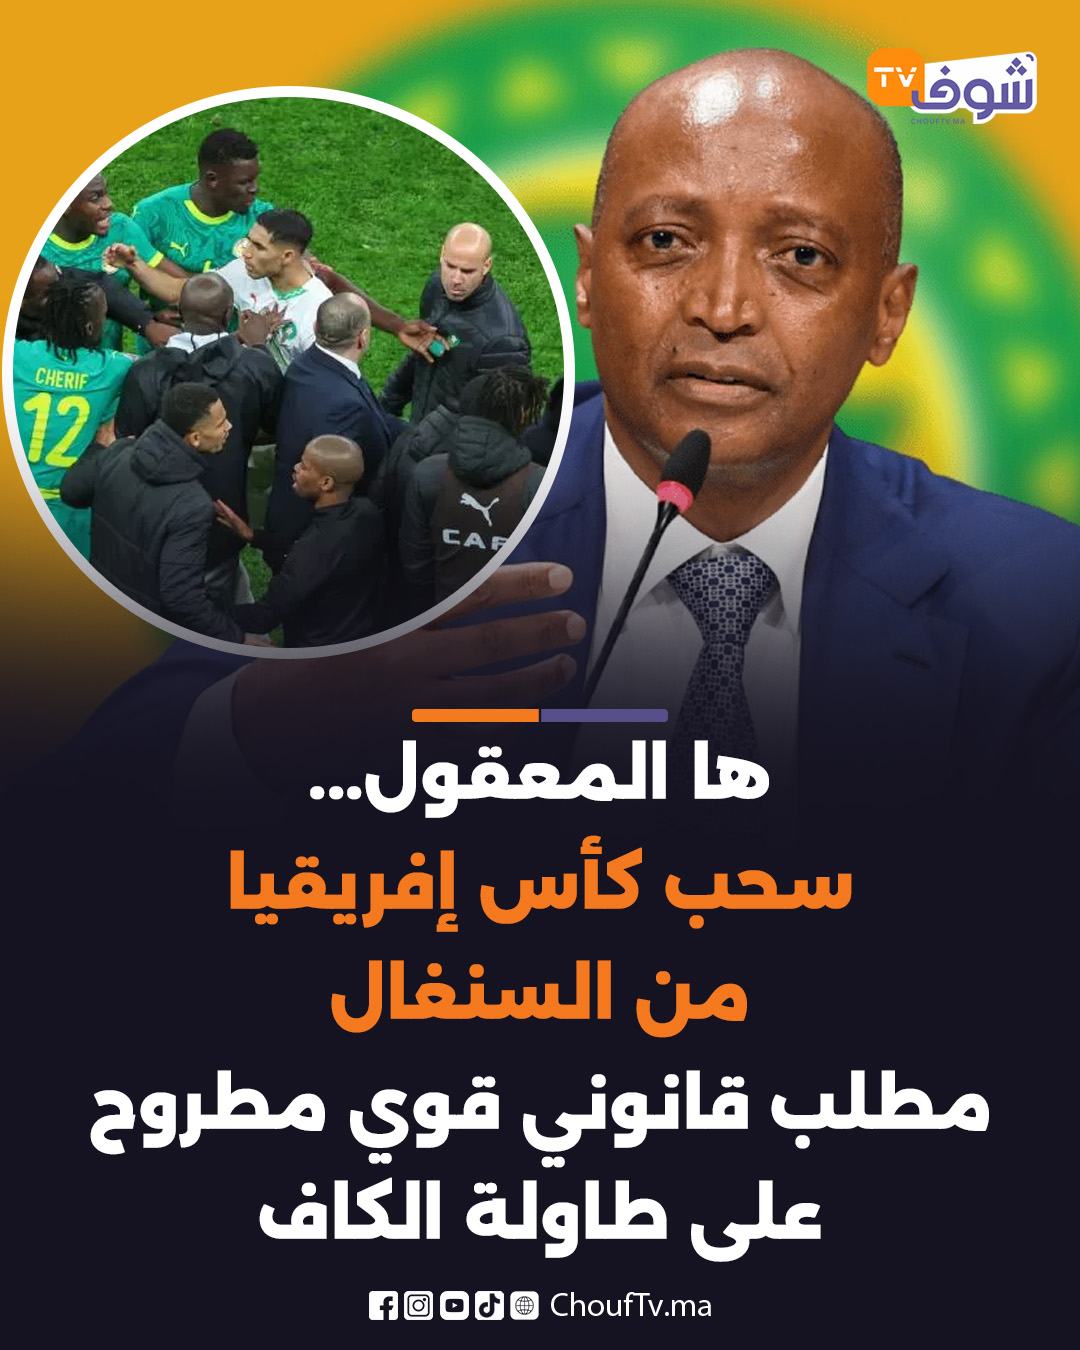 TV شوف
CHOUFTV.MA
CHERIF
12
CAF
ها المعقول...
سحب كأس إفريقيا
من السنغال
مطلب قانوني قوي مطروح
على طاولة الكاف
ChoufTv.ma